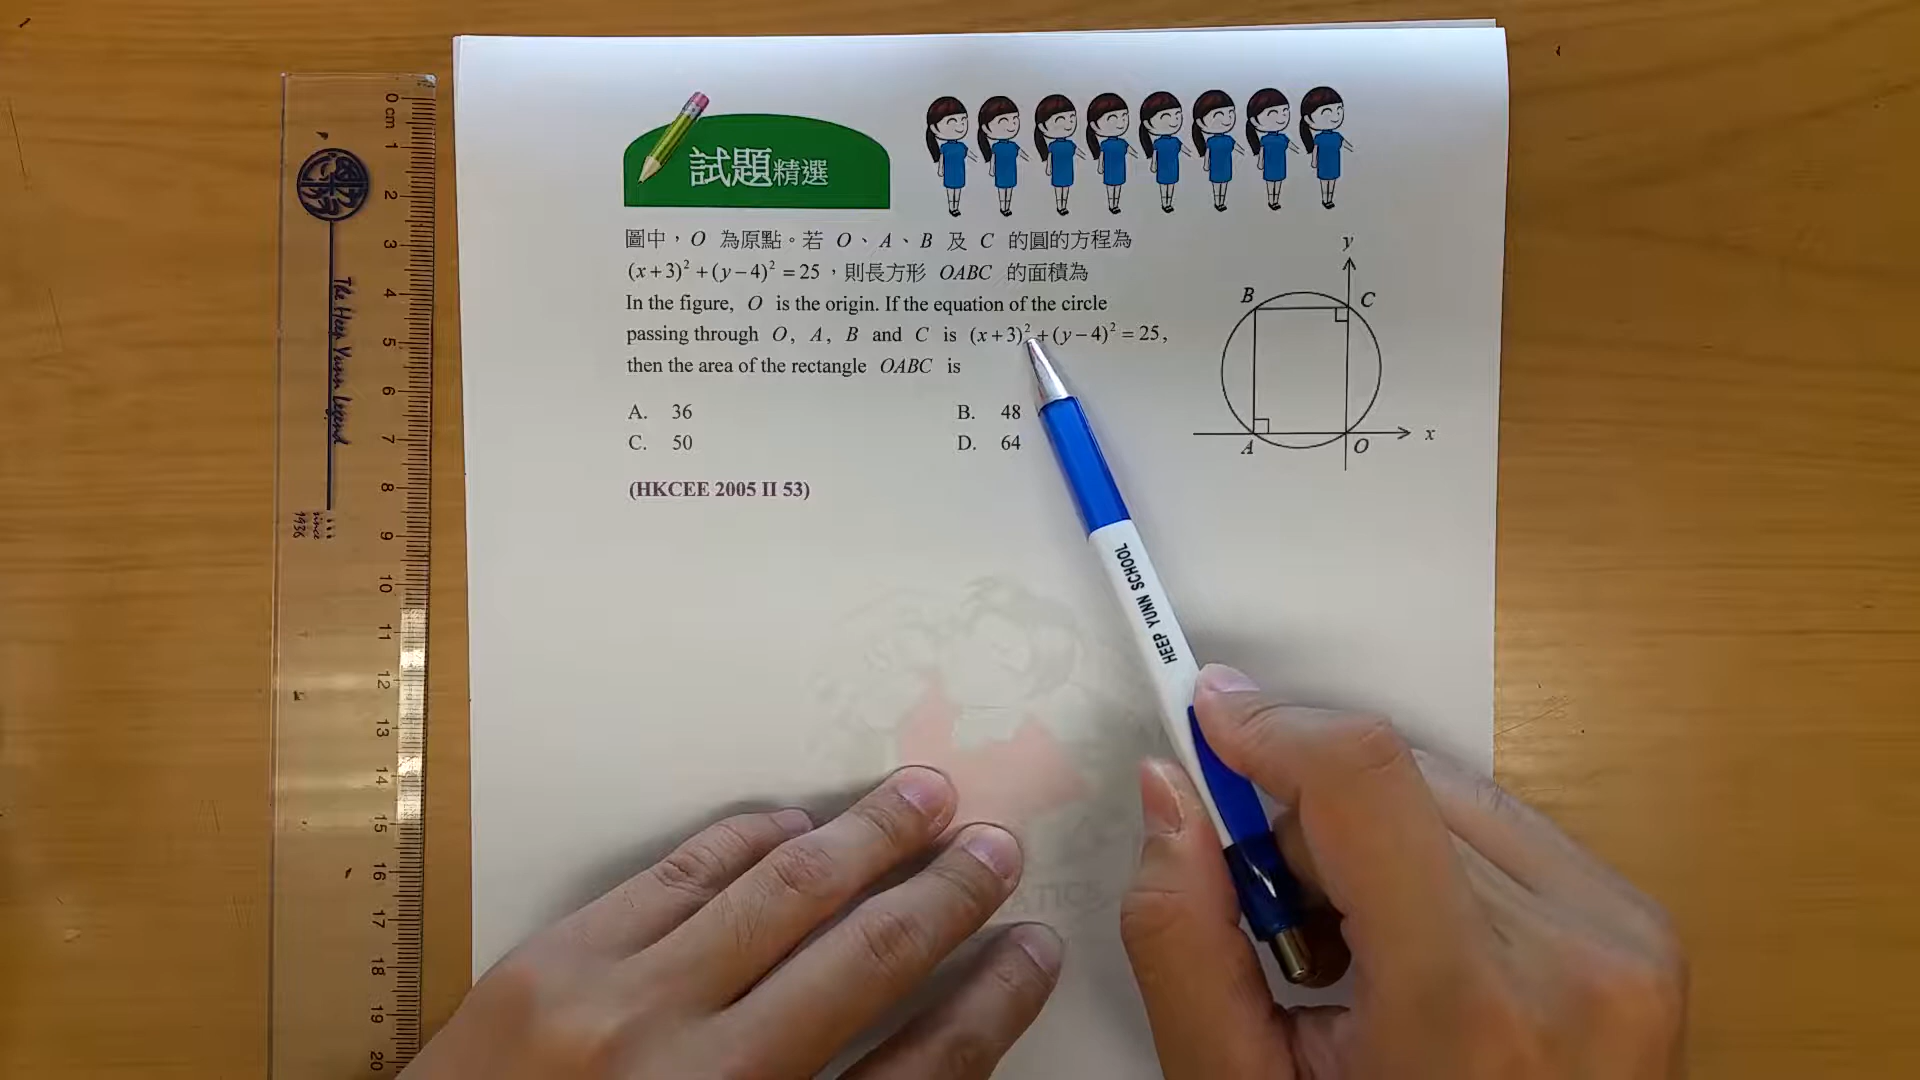 試題精選
圖中，O 為原點。若 O、A、B 及 C 的圓的方程為
(x+3)² + (y−4)² = 25，則長方形 OABC 的面積為
In the figure, O is the origin. If the equation of the circle
passing through O, A, B and C is (x+3)² + (y−4)² = 25,
then the area of the rectangle OABC is
A. 36 B. 48
C. 50 D. 64
(HKCEE 2005 II 53)
y
B C
A O x
HEEP YUNN SCHOOL
The Heep Yunn Legend
since 1936
0 cm 1 2 3 4 5 6 7 8 9 10 11 12 13 14 15 16 17 18 19 20